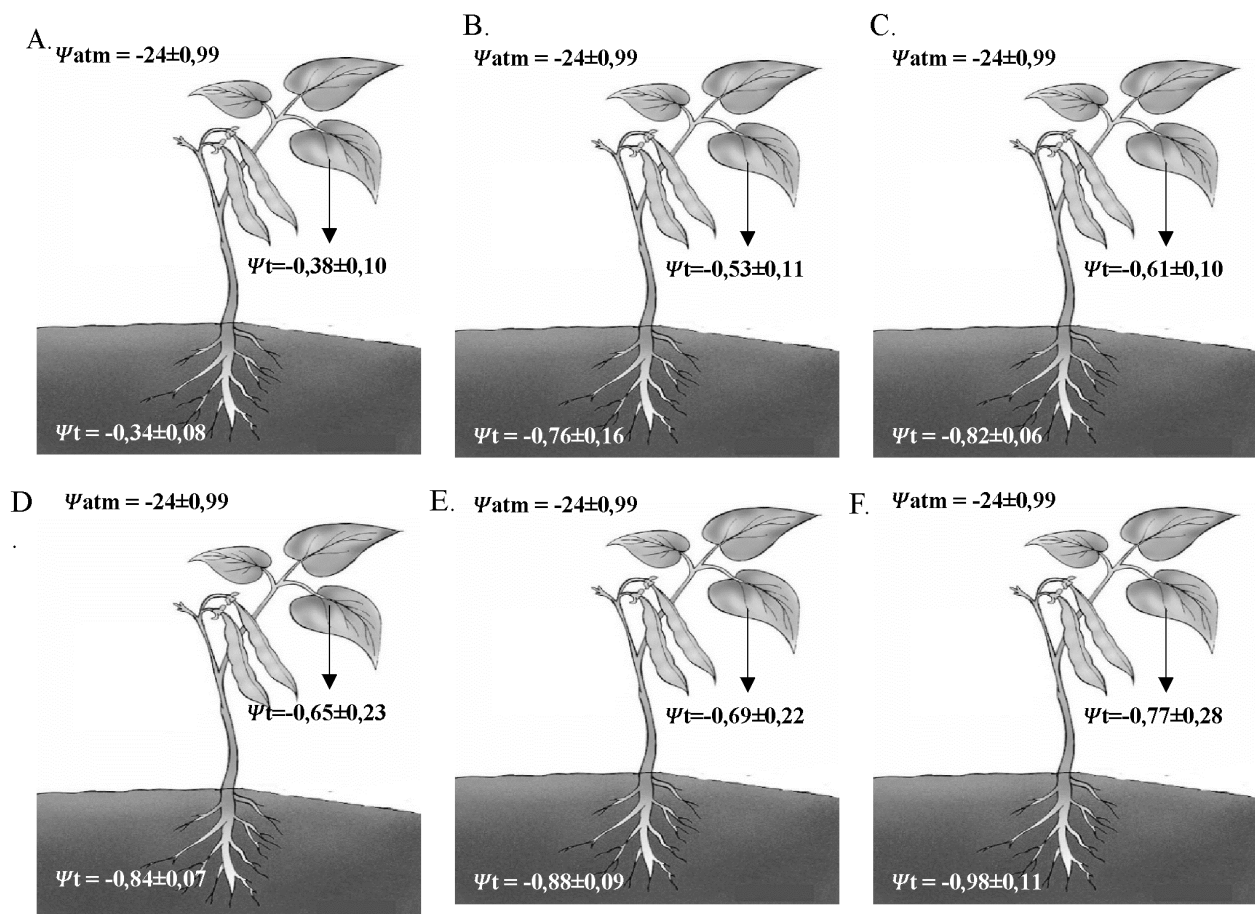 A.
Ψatm = -24±0,99
Ψt=-0,38±0,10
Ψt = -0,34±0,08
B.
Ψatm = -24±0,99
Ψt=-0,53±0,11
Ψt = -0,76±0,16
C.
Ψatm = -24±0,99
Ψt=-0,61±0,10
Ψt = -0,82±0,06
D
.
Ψatm = -24±0,99
Ψt=-0,65±0,23
Ψt = -0,84±0,07
E.
Ψatm = -24±0,99
Ψt=-0,69±0,22
Ψt = -0,88±0,09
F.
Ψatm = -24±0,99
Ψt=-0,77±0,28
Ψt = -0,98±0,11